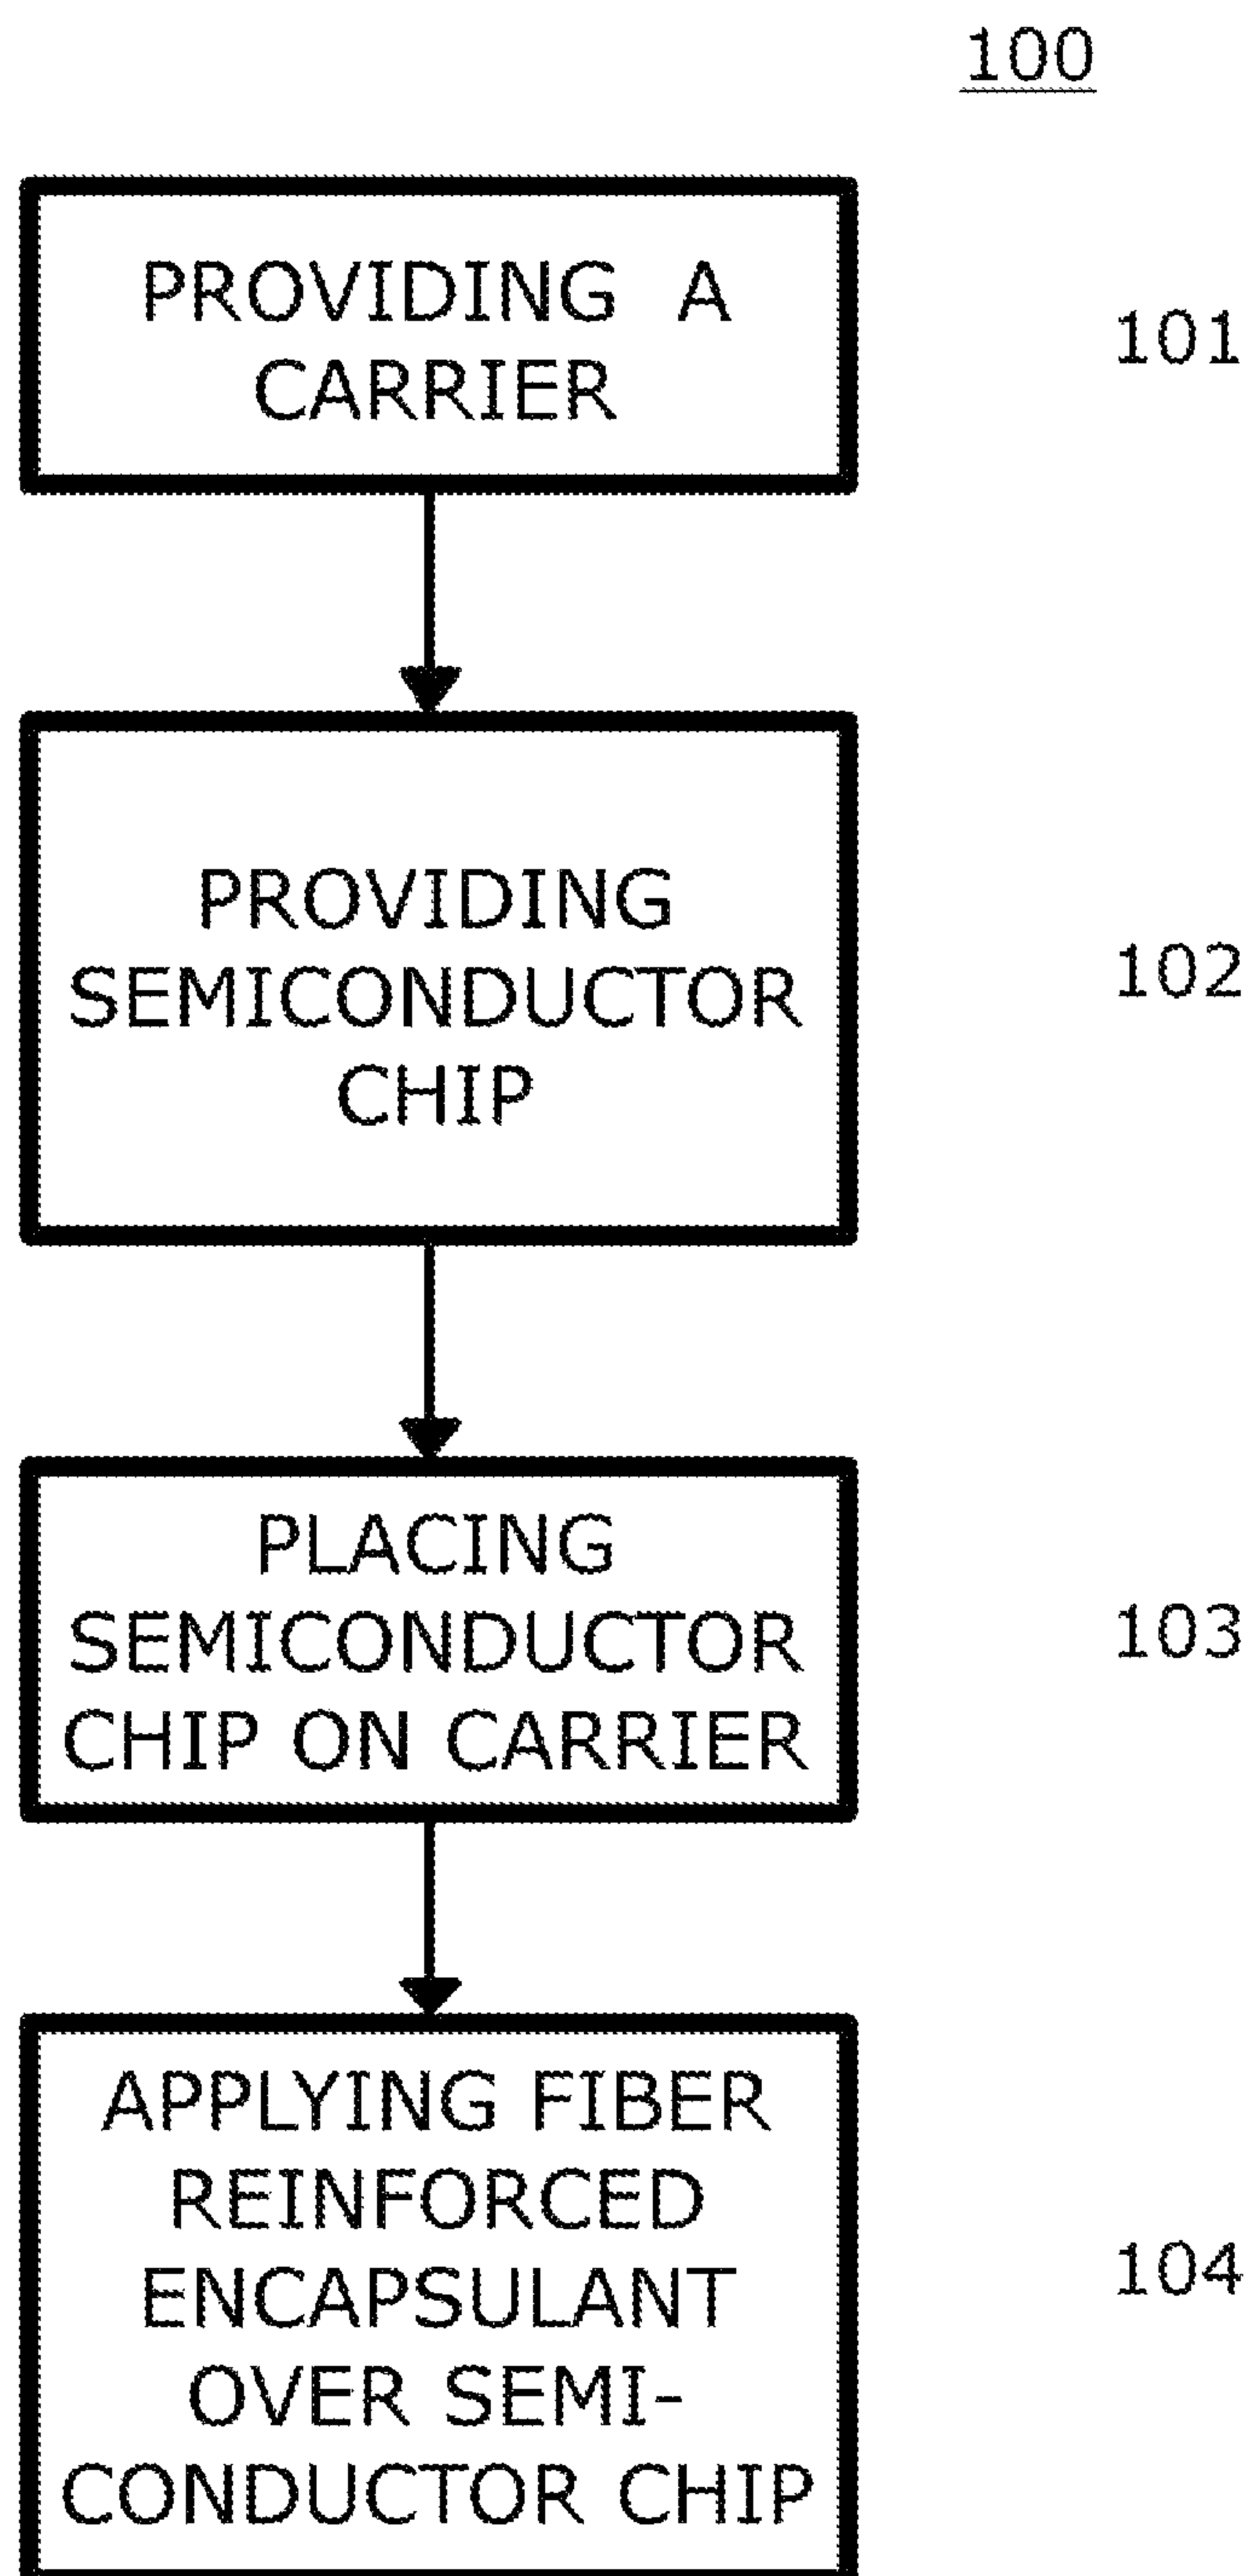 100
PROVIDING A
CARRIER
101
PROVIDING
SEMICONDUCTOR
CHIP
102
PLACING
SEMICONDUCTOR
CHIP ON CARRIER
103
APPLYING FIBER
REINFORCED
ENCAPSULANT
OVER SEMI-
CONDUCTOR CHIP
104